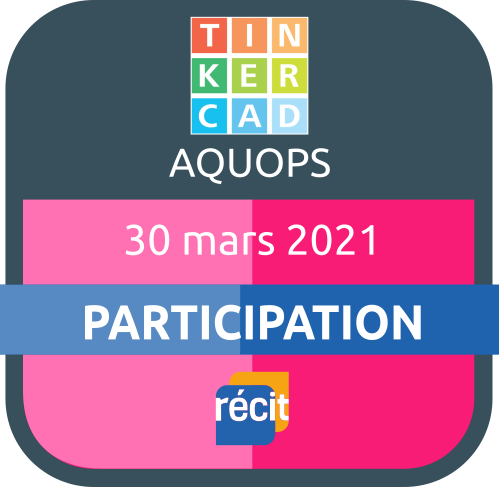 TIN
KER
CAD
AQUOPS
30 mars 2021
PARTICIPATION
récit